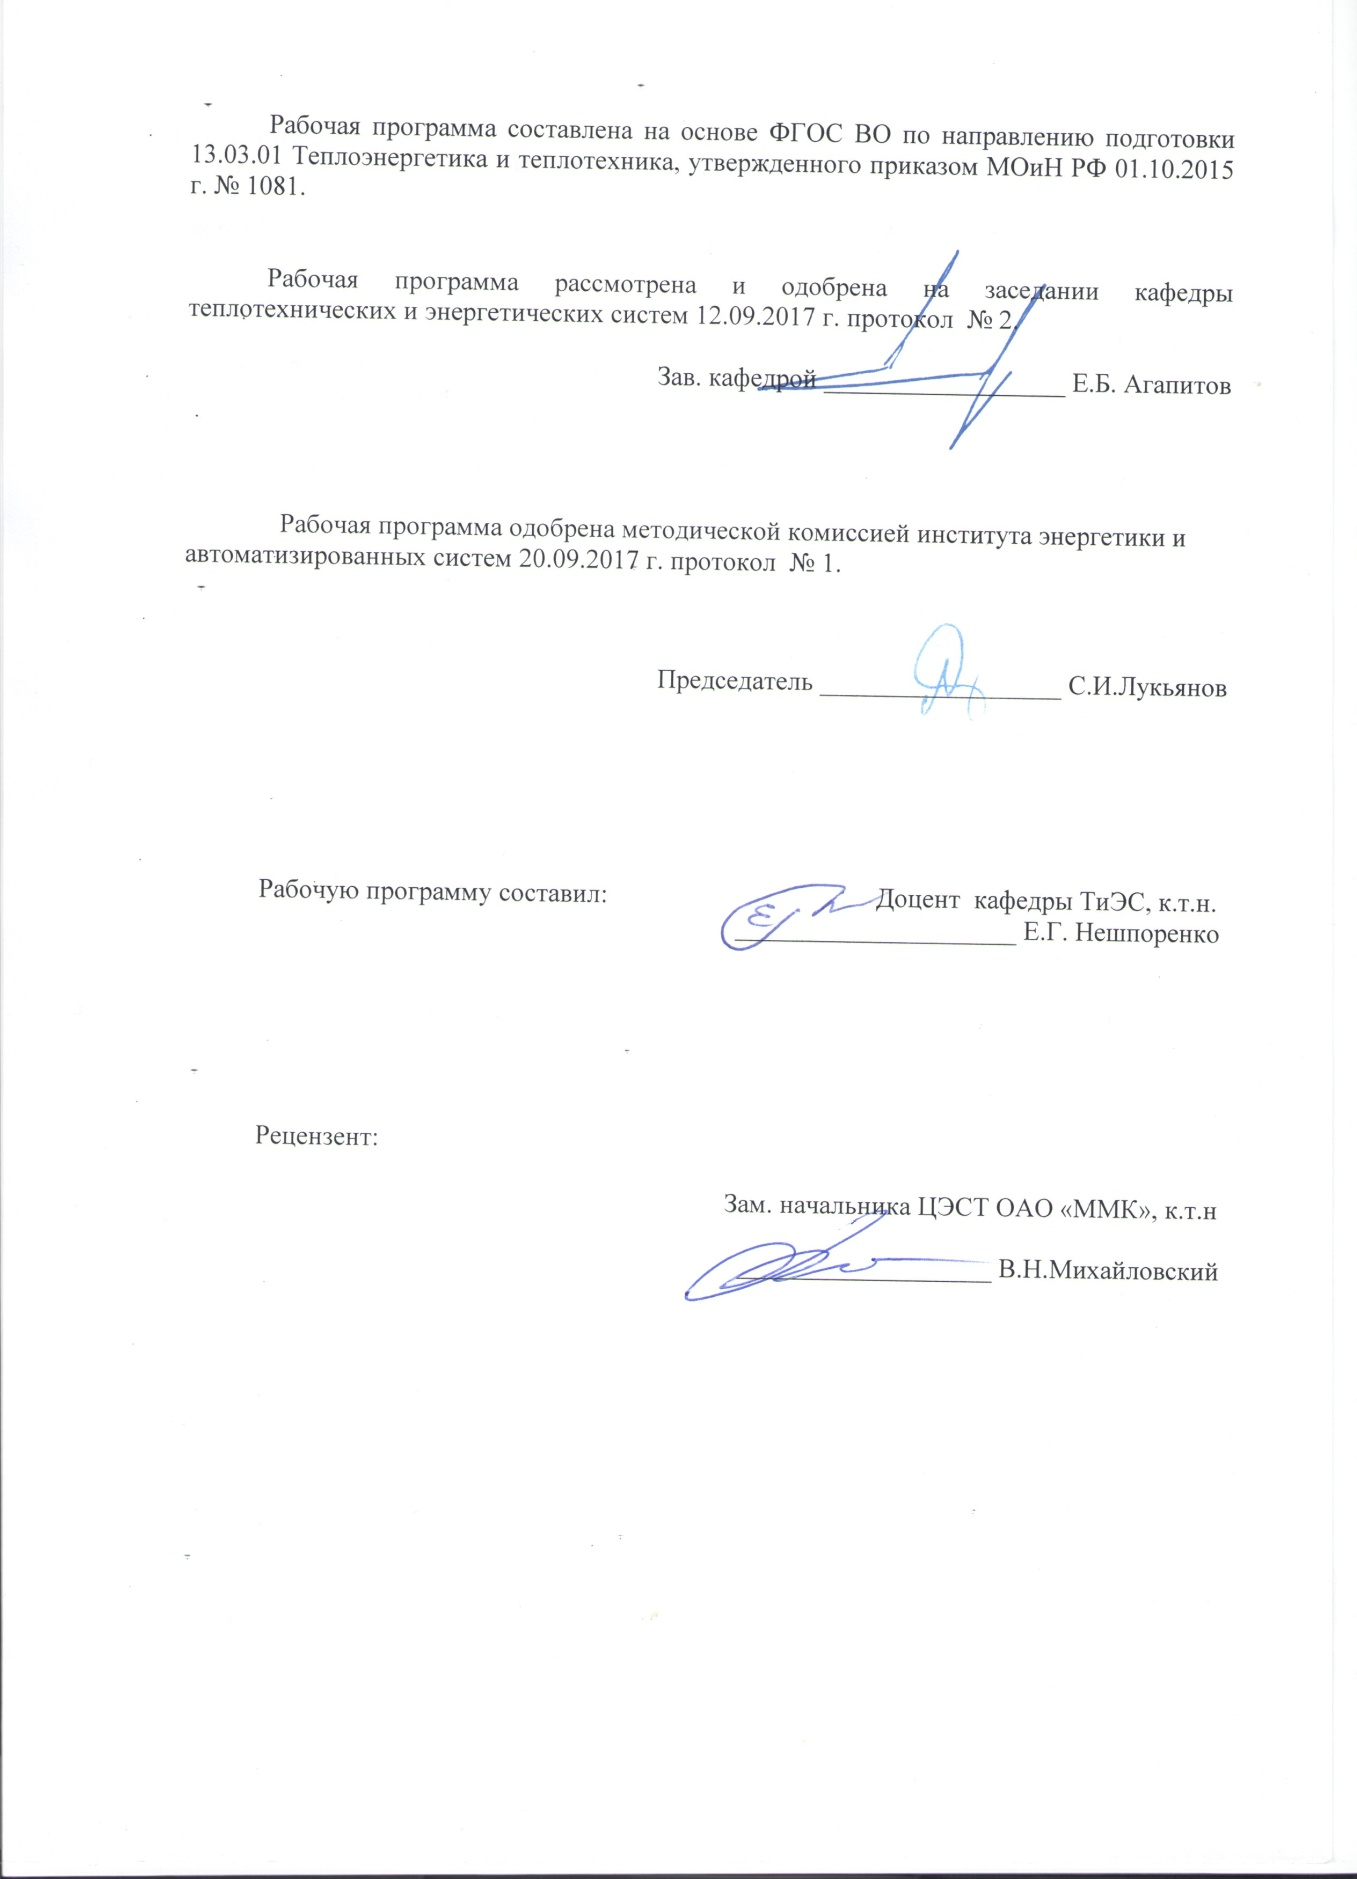 Рабочая программа составлена на основе ФГОС ВО по направлению подготовки
13.03.01 Теплоэнергетика и теплотехника, утвержденного приказом МОиН РФ 01.10.2015
г. № 1081.
Рабочая программа рассмотрена и одобрена на заседании кафедры
теплотехнических и энергетических систем 12.09.2017 г. протокол № 2.
Зав. кафедрой __________________ Е.Б. Агапитов
Рабочая программа одобрена методической комиссией института энергетики и
автоматизированных систем 20.09.2017 г. протокол № 1.
Председатель __________________ С.И.Лукьянов
Рабочую программу составил: Доцент кафедры ТиЭС, к.т.н.
_____________________ Е.Г. Нешпоренко
Рецензент:
Зам. начальника ЦЭСТ ОАО «ММК», к.т.н
___________________ В.Н.Михайловский